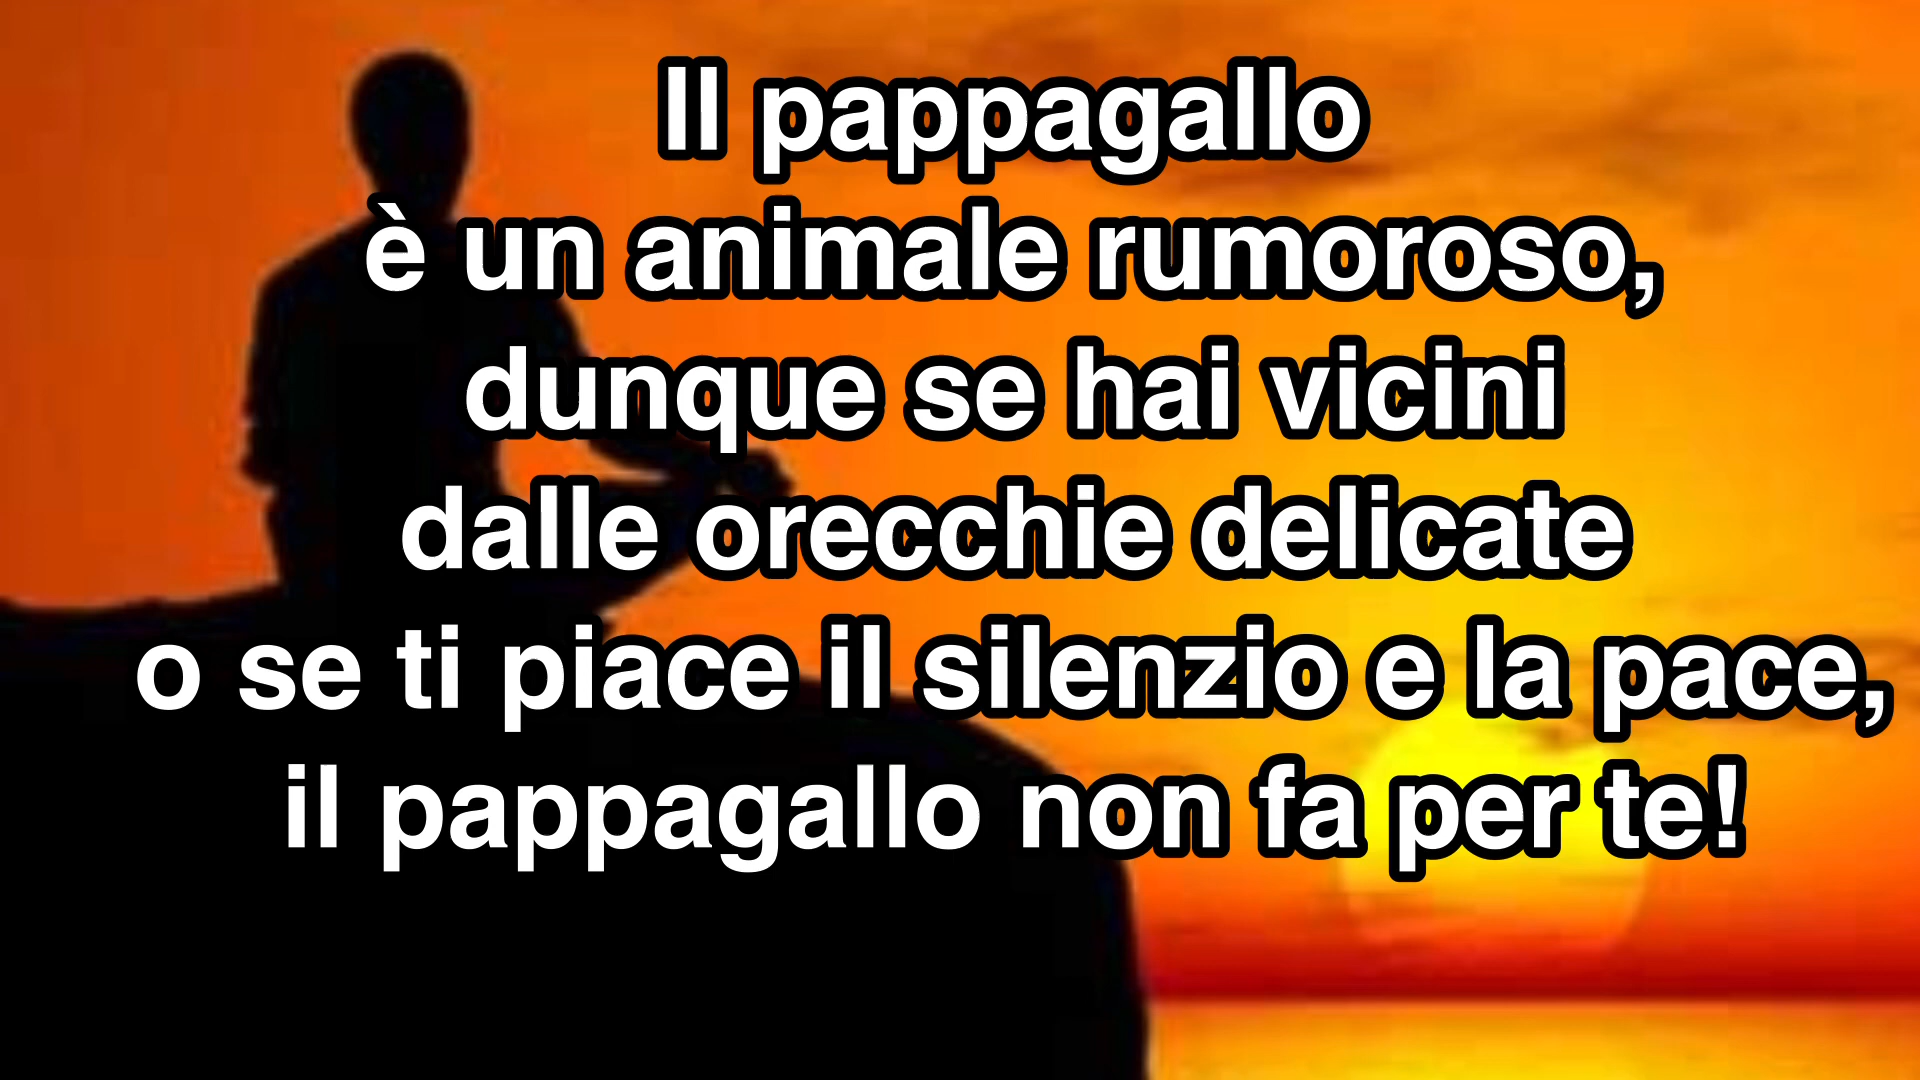 Il pappagallo
è un animale rumoroso,
dunque se hai vicini
dalle orecchie delicate
o se ti piace il silenzio e la pace,
il pappagallo non fa per te!